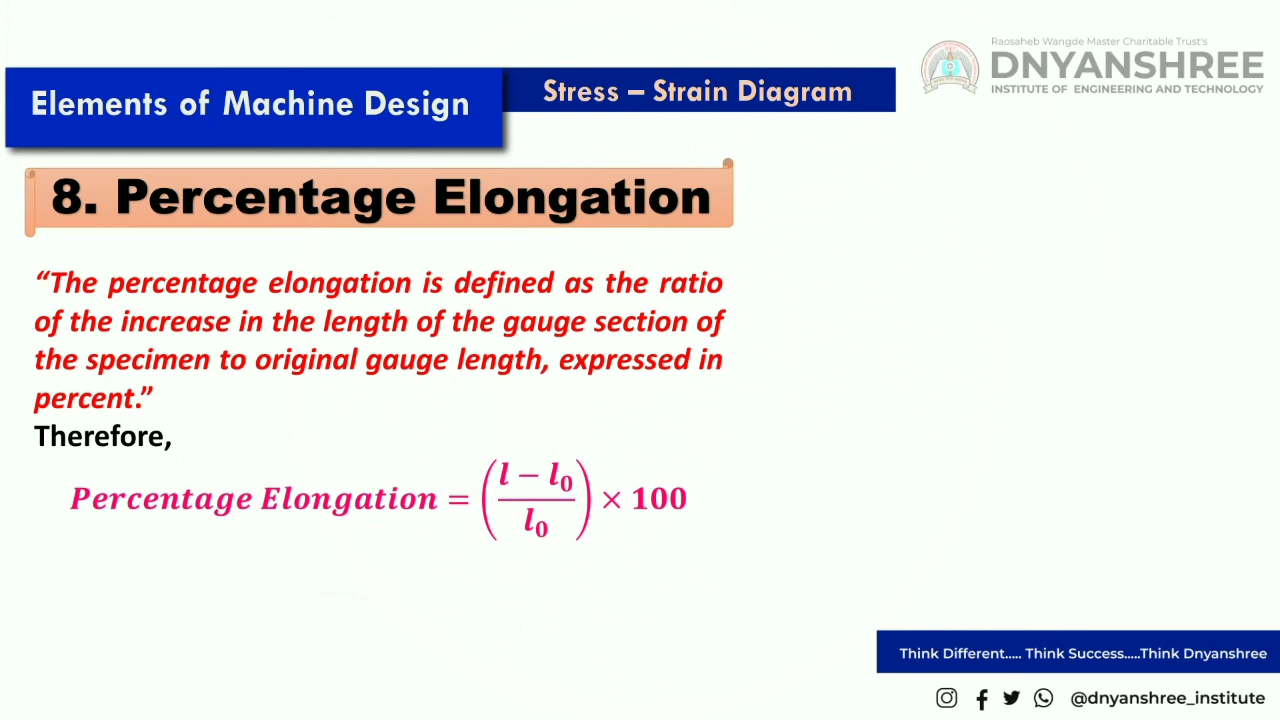 Raosaheb Wangde Master Charitable Trust's
DNYANSHREE
INSTITUTE OF ENGINEERING AND TECHNOLOGY
Elements of Machine Design
Stress – Strain Diagram
8. Percentage Elongation
“The percentage elongation is defined as the ratio
of the increase in the length of the gauge section of
the specimen to original gauge length, expressed in
percent.”
Therefore,
Percentage Elongation = (l − l₀ / l₀) × 100
Think Different..... Think Success.....Think Dnyanshree
@dnyanshree_institute